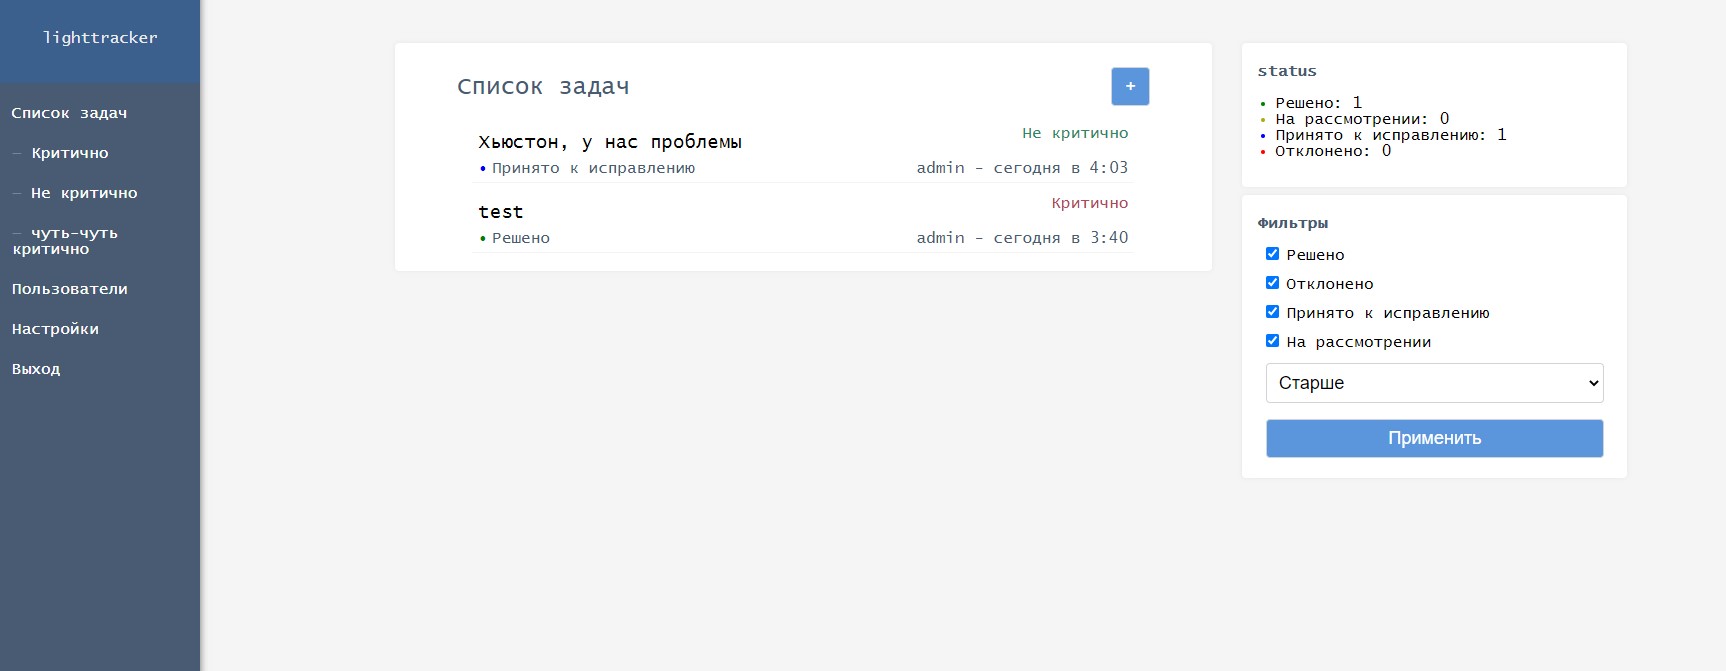 lighttracker
Список задач
– Критично
– Не критично
– чуть-чуть
критично
Пользователи
Настройки
Выход
Список задач
+
Хьюстон, у нас проблемы
Не критично
• Принято к исправлению
admin - сегодня в 4:03
test
Критично
• Решено
admin - сегодня в 3:40
status
• Решено: 1
• На рассмотрении: 0
• Принято к исправлению: 1
• Отклонено: 0
Фильтры
Решено
Отклонено
Принято к исправлению
На рассмотрении
Старше
Применить